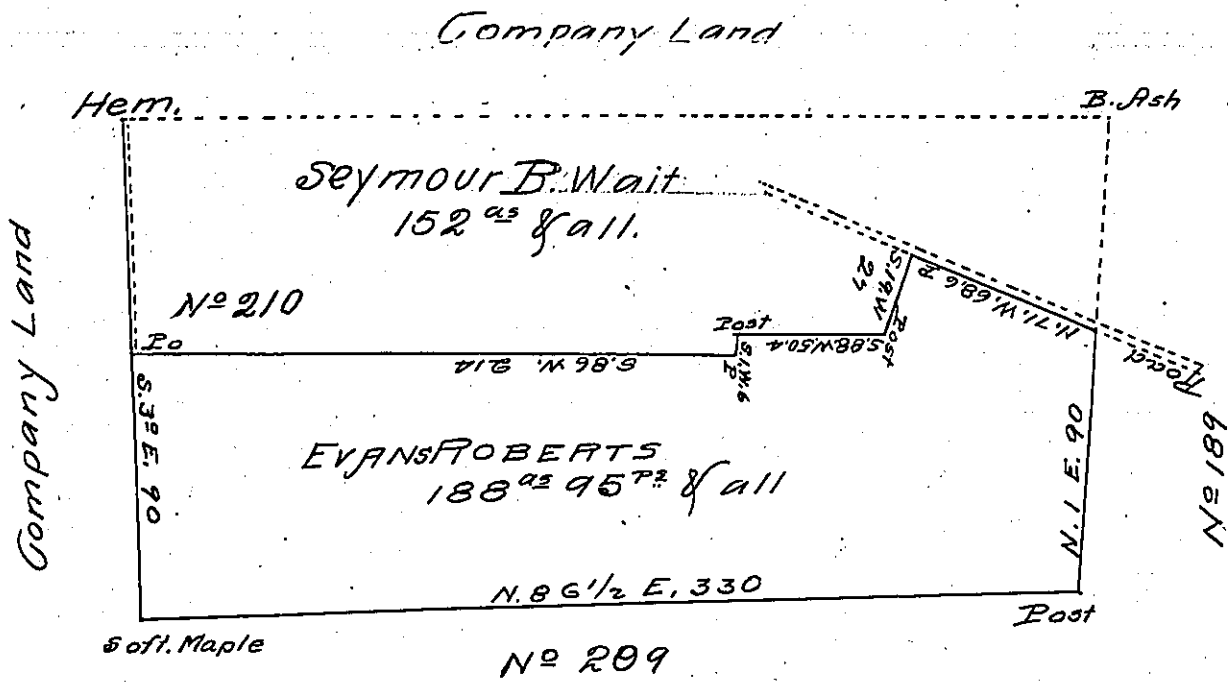 Company Land
Hem.
B. Ash
Seymour B. Wait
152 as & all.
Company Land
Nº 210
Po
S. 86 W. 214
Post
P
S. 1 W. 6
S. 88 W. 50.4
Post
S. 19. W
27
P
N. 71, W. 68.6
Road
Nº 189
S. 3º E. 90
EVANS ROBERTS
188 as 95 Ps & all
N. 1 E. 90
N. 86 1/2 E, 330
Soft. Maple
Post
Nº 209